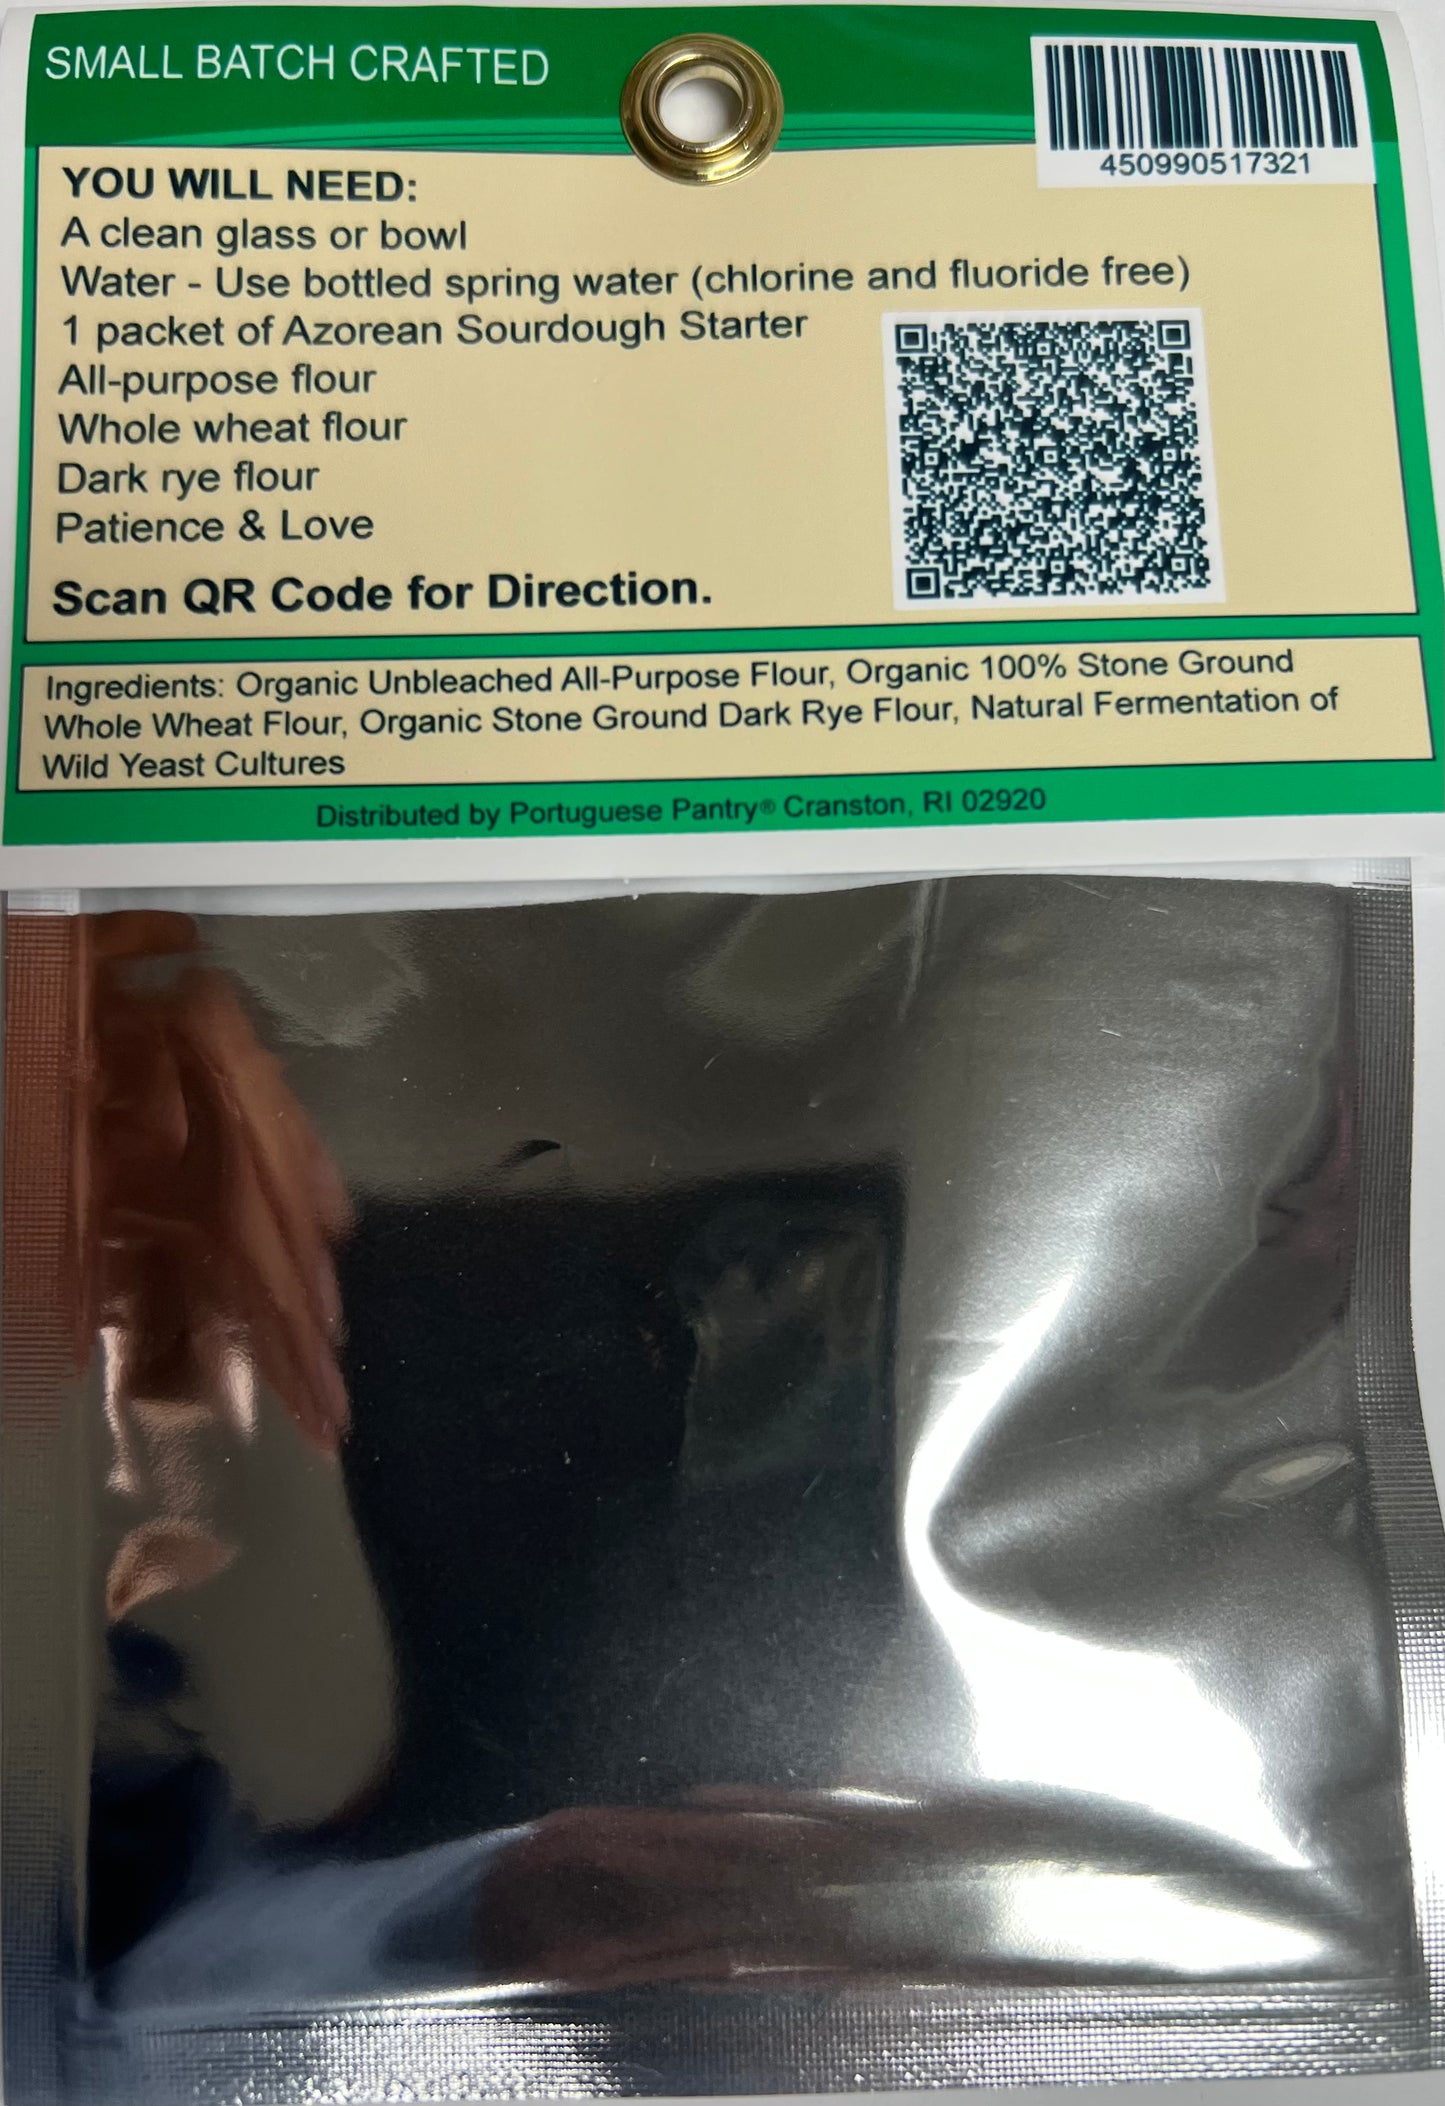 SMALL BATCH CRAFTED
450990517321
YOU WILL NEED:
A clean glass or bowl
Water - Use bottled spring water (chlorine and fluoride free)
1 packet of Azorean Sourdough Starter
All-purpose flour
Whole wheat flour
Dark rye flour
Patience & Love
Scan QR Code for Direction.
Ingredients: Organic Unbleached All-Purpose Flour, Organic 100% Stone Ground
Whole Wheat Flour, Organic Stone Ground Dark Rye Flour, Natural Fermentation of
Wild Yeast Cultures
Distributed by Portuguese Pantry® Cranston, RI 02920